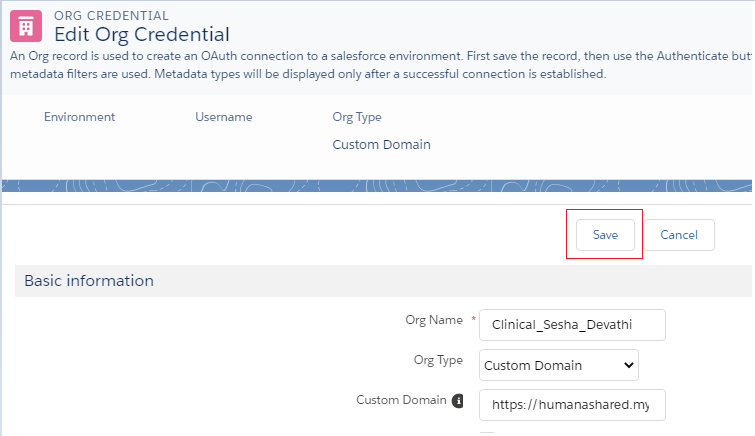 ORG CREDENTIAL
Edit Org Credential
An Org record is used to create an OAuth connection to a salesforce environment. First save the record, then use the Authenticate but
metadata filters are used. Metadata types will be displayed only after a successful connection is established.
Environment Username Org Type
Custom Domain
Save Cancel
Basic information
Org Name * Clinical_Sesha_Devathi
Org Type Custom Domain
Custom Domain https://humanashared.my